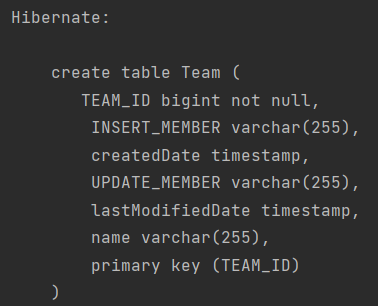 Hibernate:
create table Team (
TEAM_ID bigint not null,
INSERT_MEMBER varchar(255),
createdDate timestamp,
UPDATE_MEMBER varchar(255),
lastModifiedDate timestamp,
name varchar(255),
primary key (TEAM_ID)
)